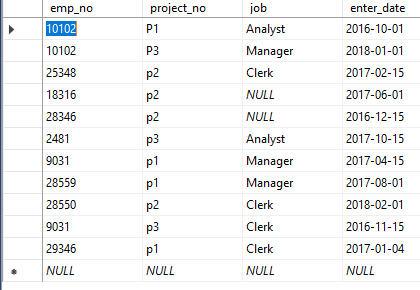 emp_no project_no job enter_date
10102 P1 Analyst 2016-10-01
10102 P3 Manager 2018-01-01
25348 p2 Clerk 2017-02-15
18316 p2 NULL 2017-06-01
28346 p2 NULL 2016-12-15
2481 p3 Analyst 2017-10-15
9031 p1 Manager 2017-04-15
28559 p1 Manager 2017-08-01
28550 p2 Clerk 2018-02-01
9031 p3 Clerk 2016-11-15
29346 p1 Clerk 2017-01-04
NULL NULL NULL NULL